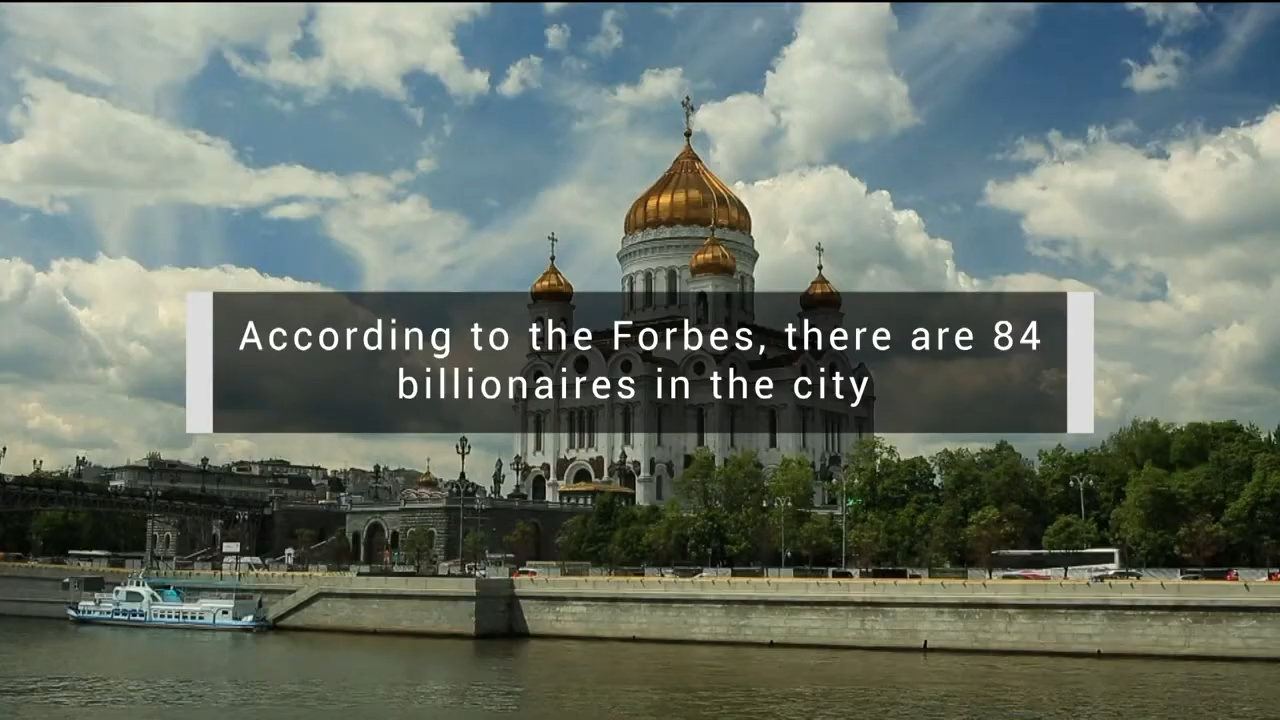 According to the Forbes, there are 84
billionaires in the city